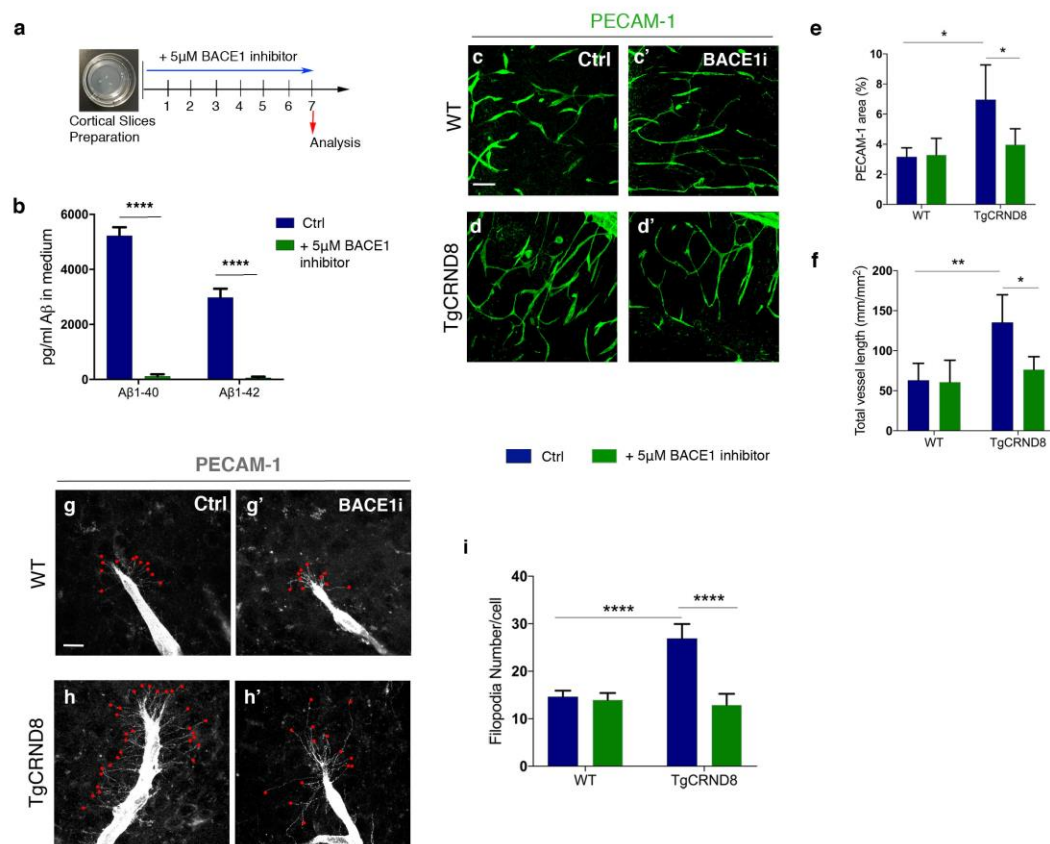 a
+ 5μM BACE1 inhibitor
1 2 3 4 5 6 7
Cortical Slices
Preparation
Analysis
b
pg/ml Aβ in medium
6000
4000
2000
0
****
****
Aβ1-40
Aβ1-42
Ctrl
+ 5μM BACE1
inhibitor
PECAM-1
c
Ctrl
c'
BACE1i
WT
d
d'
TgCRND8
e
PECAM-1 area (%)
10
8
6
4
2
0
*
*
WT
TgCRND8
f
Total vessel length (mm/mm²)
200
150
100
50
0
**
*
WT
TgCRND8
Ctrl
+ 5μM BACE1 inhibitor
PECAM-1
g
Ctrl
g'
BACE1i
WT
h
h'
TgCRND8
i
Filopodia Number/cell
40
30
20
10
0
****
****
WT
TgCRND8